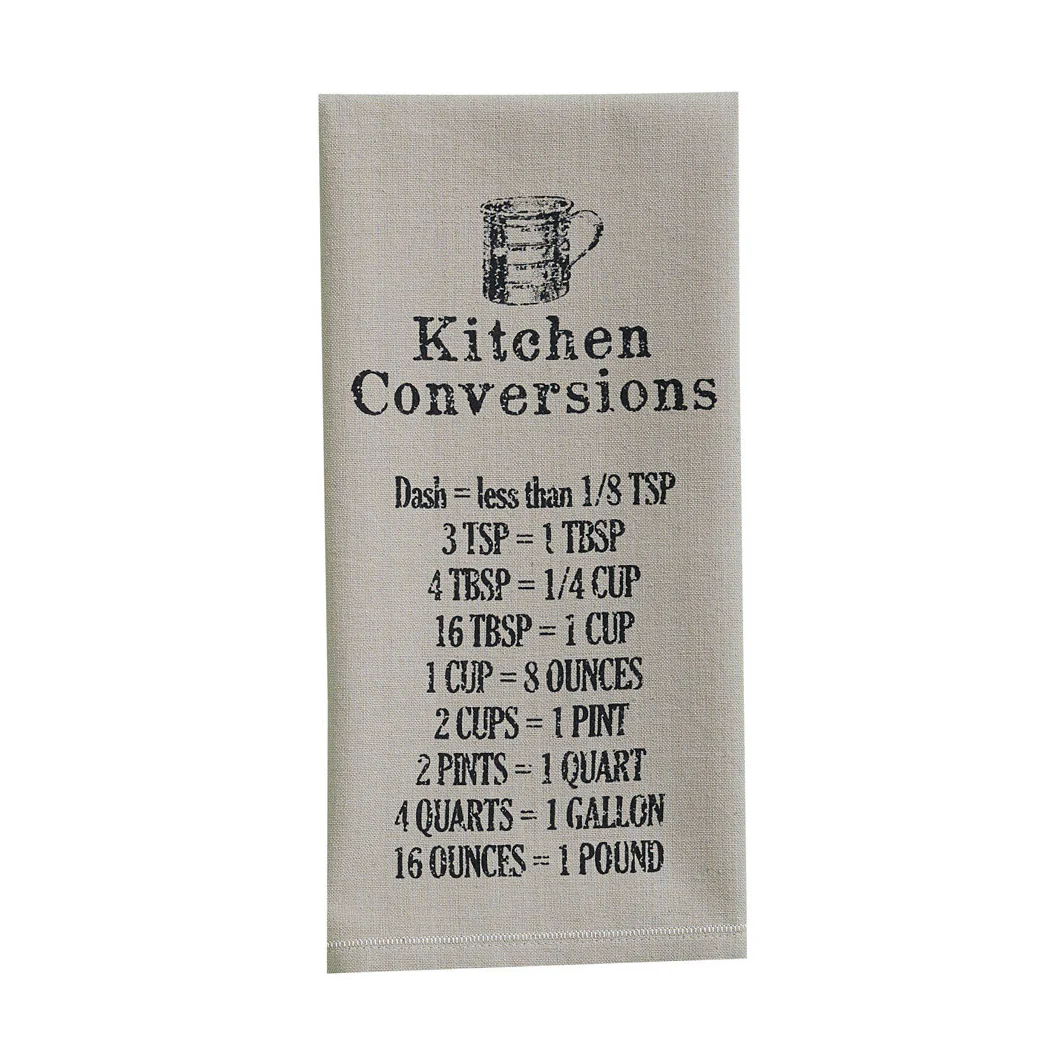 Kitchen
Conversions
Dash = less than 1/8 TSP
3 TSP = 1 TBSP
4 TBSP = 1/4 CUP
16 TBSP = 1 CUP
1 CUP = 8 OUNCES
2 CUPS = 1 PINT
2 PINTS = 1 QUART
4 QUARTS = 1 GALLON
16 OUNCES = 1 POUND